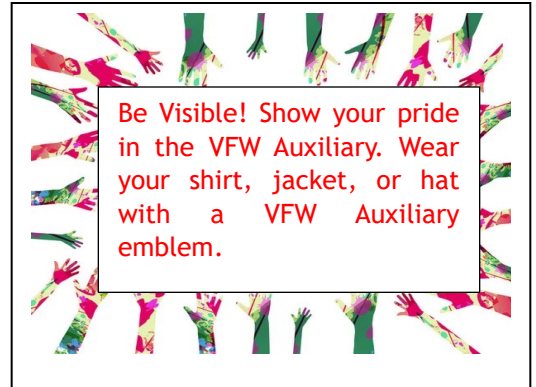 Be Visible! Show your pride
in the VFW Auxiliary. Wear
your shirt, jacket, or hat
with a VFW Auxiliary
emblem.